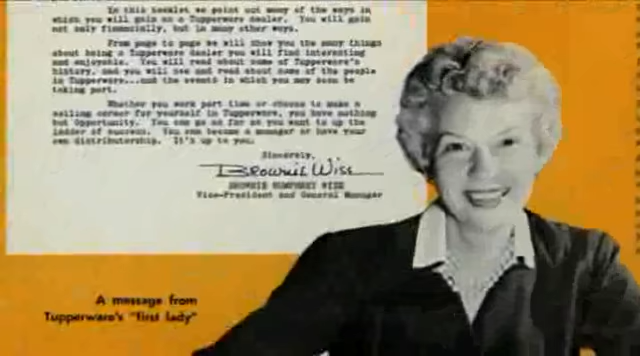 In this booklet we point out many of the ways in
which you will gain as a Tupperware dealer. You will gain
not only financially, but in many other ways.
From page to page we will show you the many things
about being a Tupperware dealer you will find interesting
and enjoyable. You will read about some of Tupperware's
history, and you will see and read about some of the people
in Tupperware...and the events in which you may soon be
taking part.
Whether you work part time or choose to make a
selling career for yourself in Tupperware, you have nothing
but Opportunity. You can go as far as you want to up the
ladder of success. You can become a manager or have your
own distributorship. It's up to you.
Sincerely,
Brownie Wise
BROWNIE HUMPHREY WISE
Vice-President and General Manager
A message from
Tupperware's "first lady"